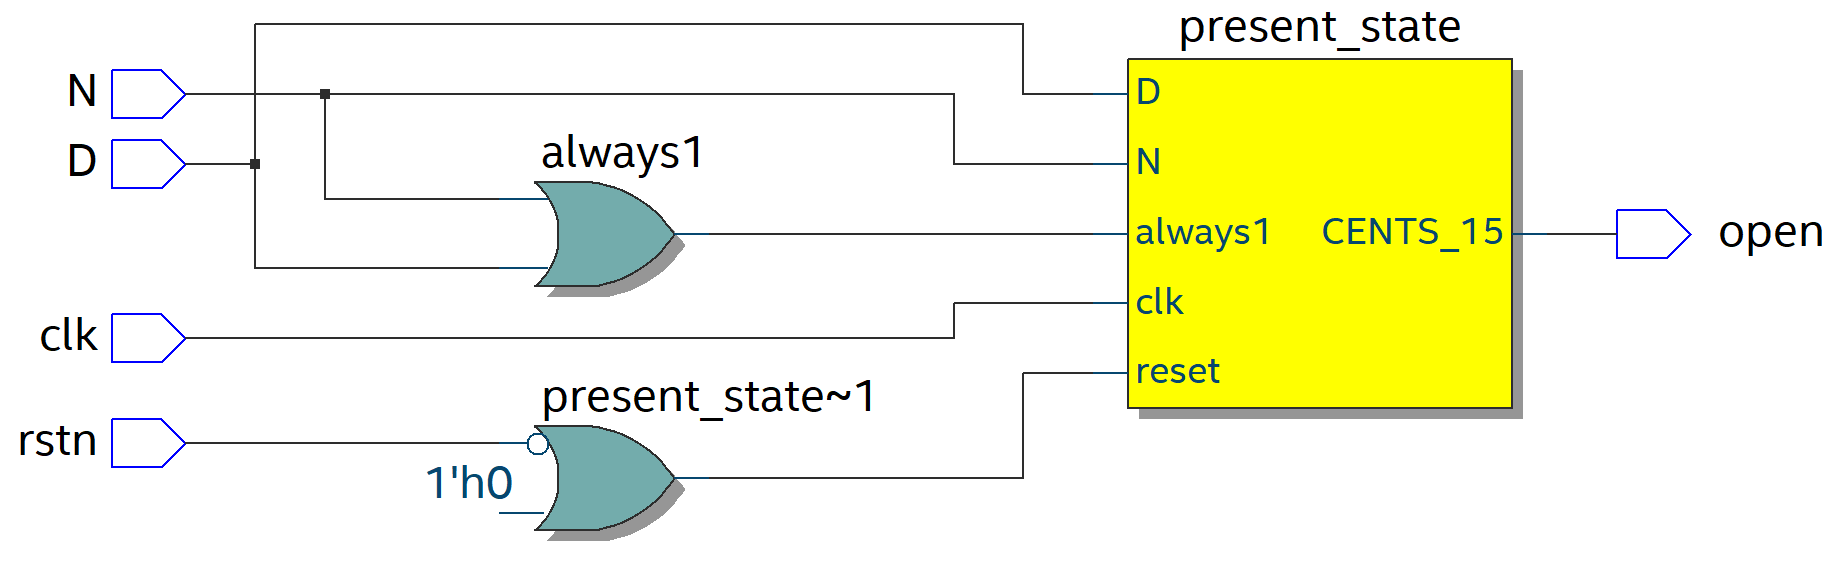 present_state
N
D
D
always1
N
always1
CENTS_15
open
clk
clk
present_state~1
reset
rstn
1'h0